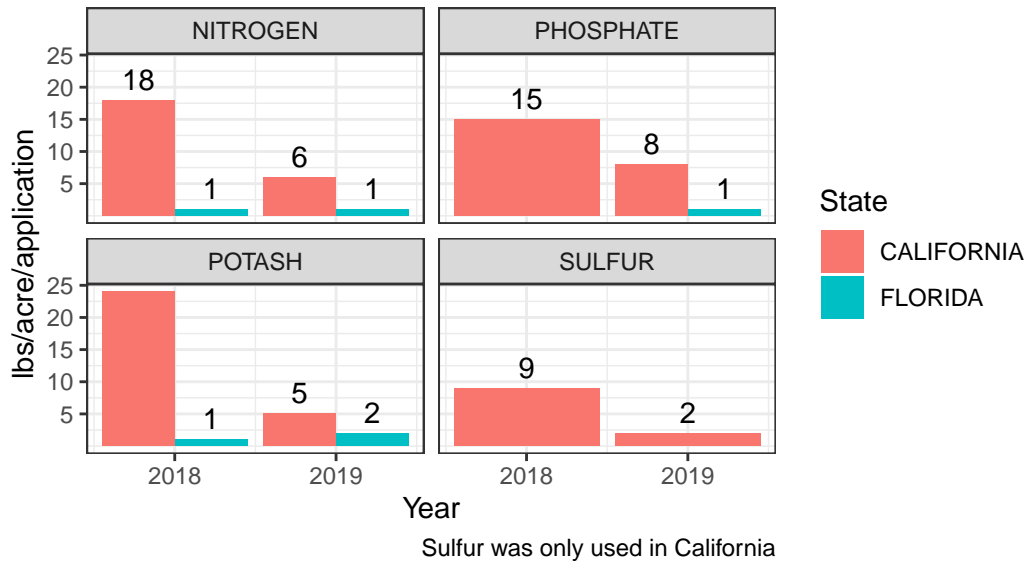 NITROGEN
PHOSPHATE
25
20
15
10
5
18
1
6
1
15
8
1
POTASH
SULFUR
25
20
15
10
5
1
5
2
9
2
2018
2019
2018
2019
lbs/acre/application
Year
State
CALIFORNIA
FLORIDA
Sulfur was only used in California